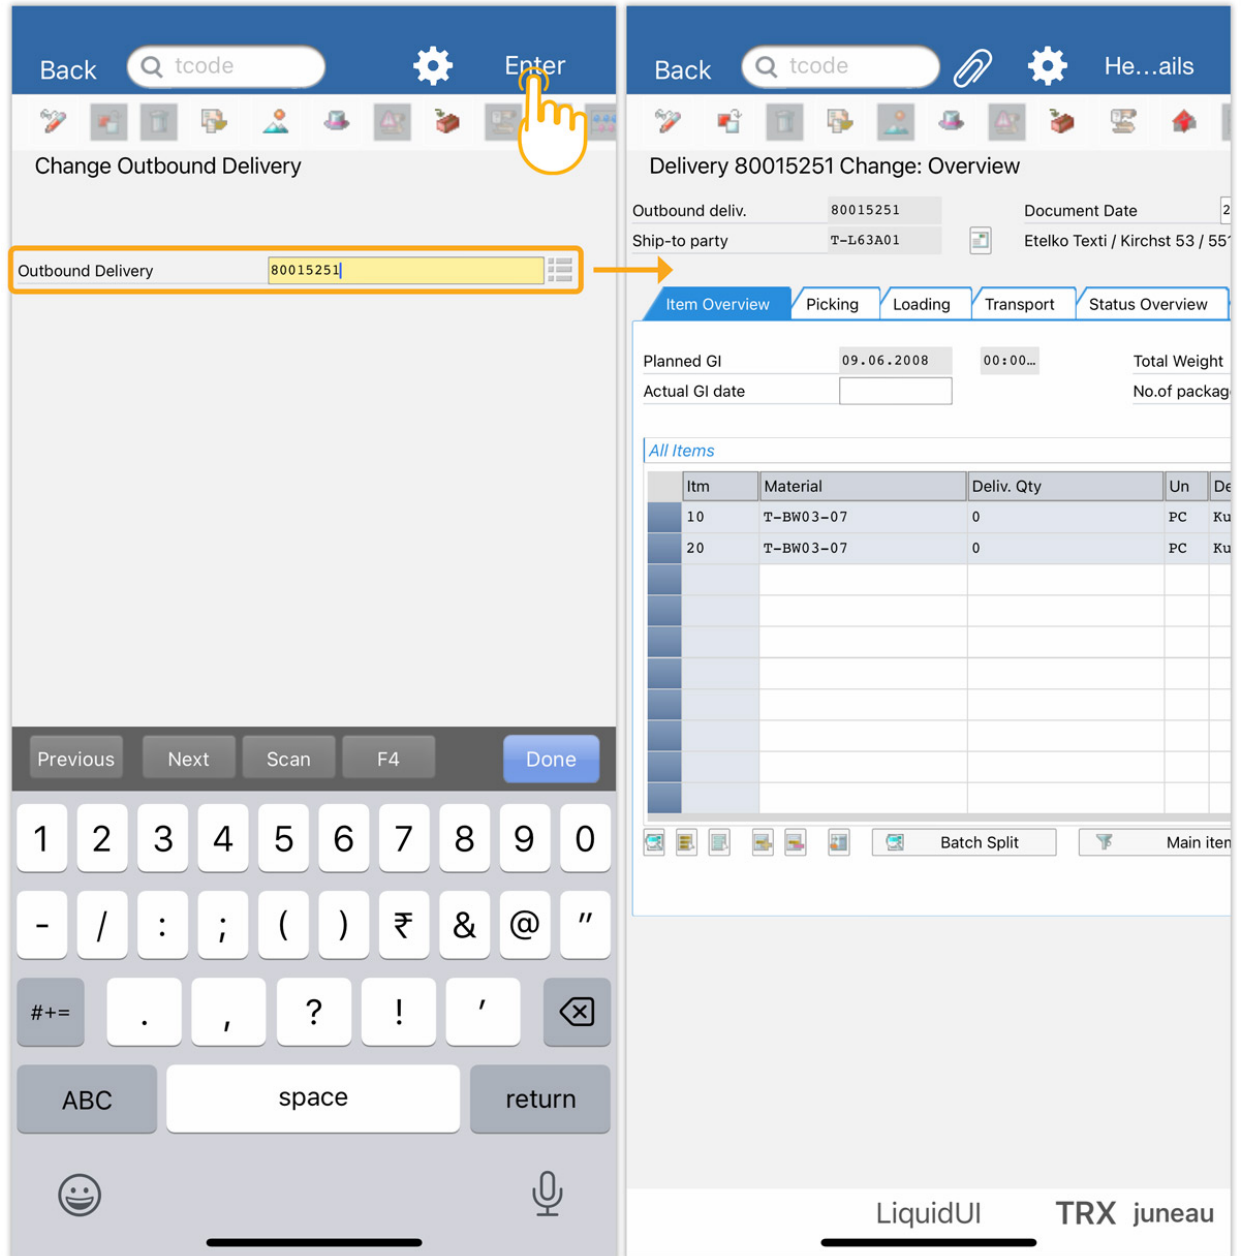 Back
tcode
Enter
Change Outbound Delivery
Outbound Delivery
80015251
Previous
Next
Scan
F4
Done
1 2 3 4 5 6 7 8 9 0
- / : ; ( ) ₹ & @ "
#+= . , ? ! '
ABC
space
return
Back
tcode
He...ails
Delivery 80015251 Change: Overview
Outbound deliv. 80015251 Document Date 2
Ship-to party T-L63A01 Etelko Texti / Kirchst 53 / 551
Item Overview
Picking
Loading
Transport
Status Overview
Planned GI 09.06.2008 00:00… Total Weight
Actual GI date No.of packag
All Items
Itm Material Deliv. Qty Un De
10 T-BW03-07 0 PC Ku
20 T-BW03-07 0 PC Ku
Batch Split
Main item
LiquidUI TRX juneau